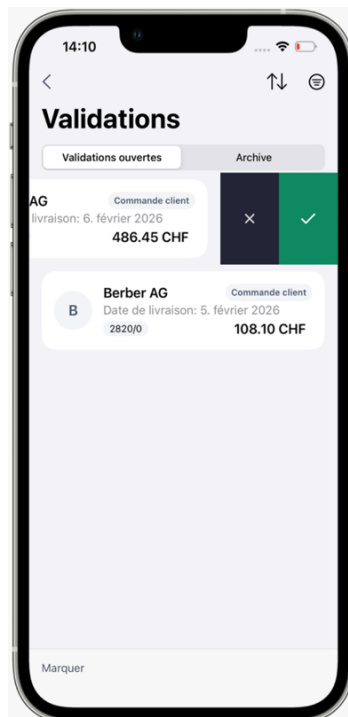 14:10
Validations
Validations ouvertes
Archive
AG
Commande client
livraison: 6. février 2026
486.45 CHF
B
Berber AG
Commande client
Date de livraison: 5. février 2026
2820/0
108.10 CHF
Marquer